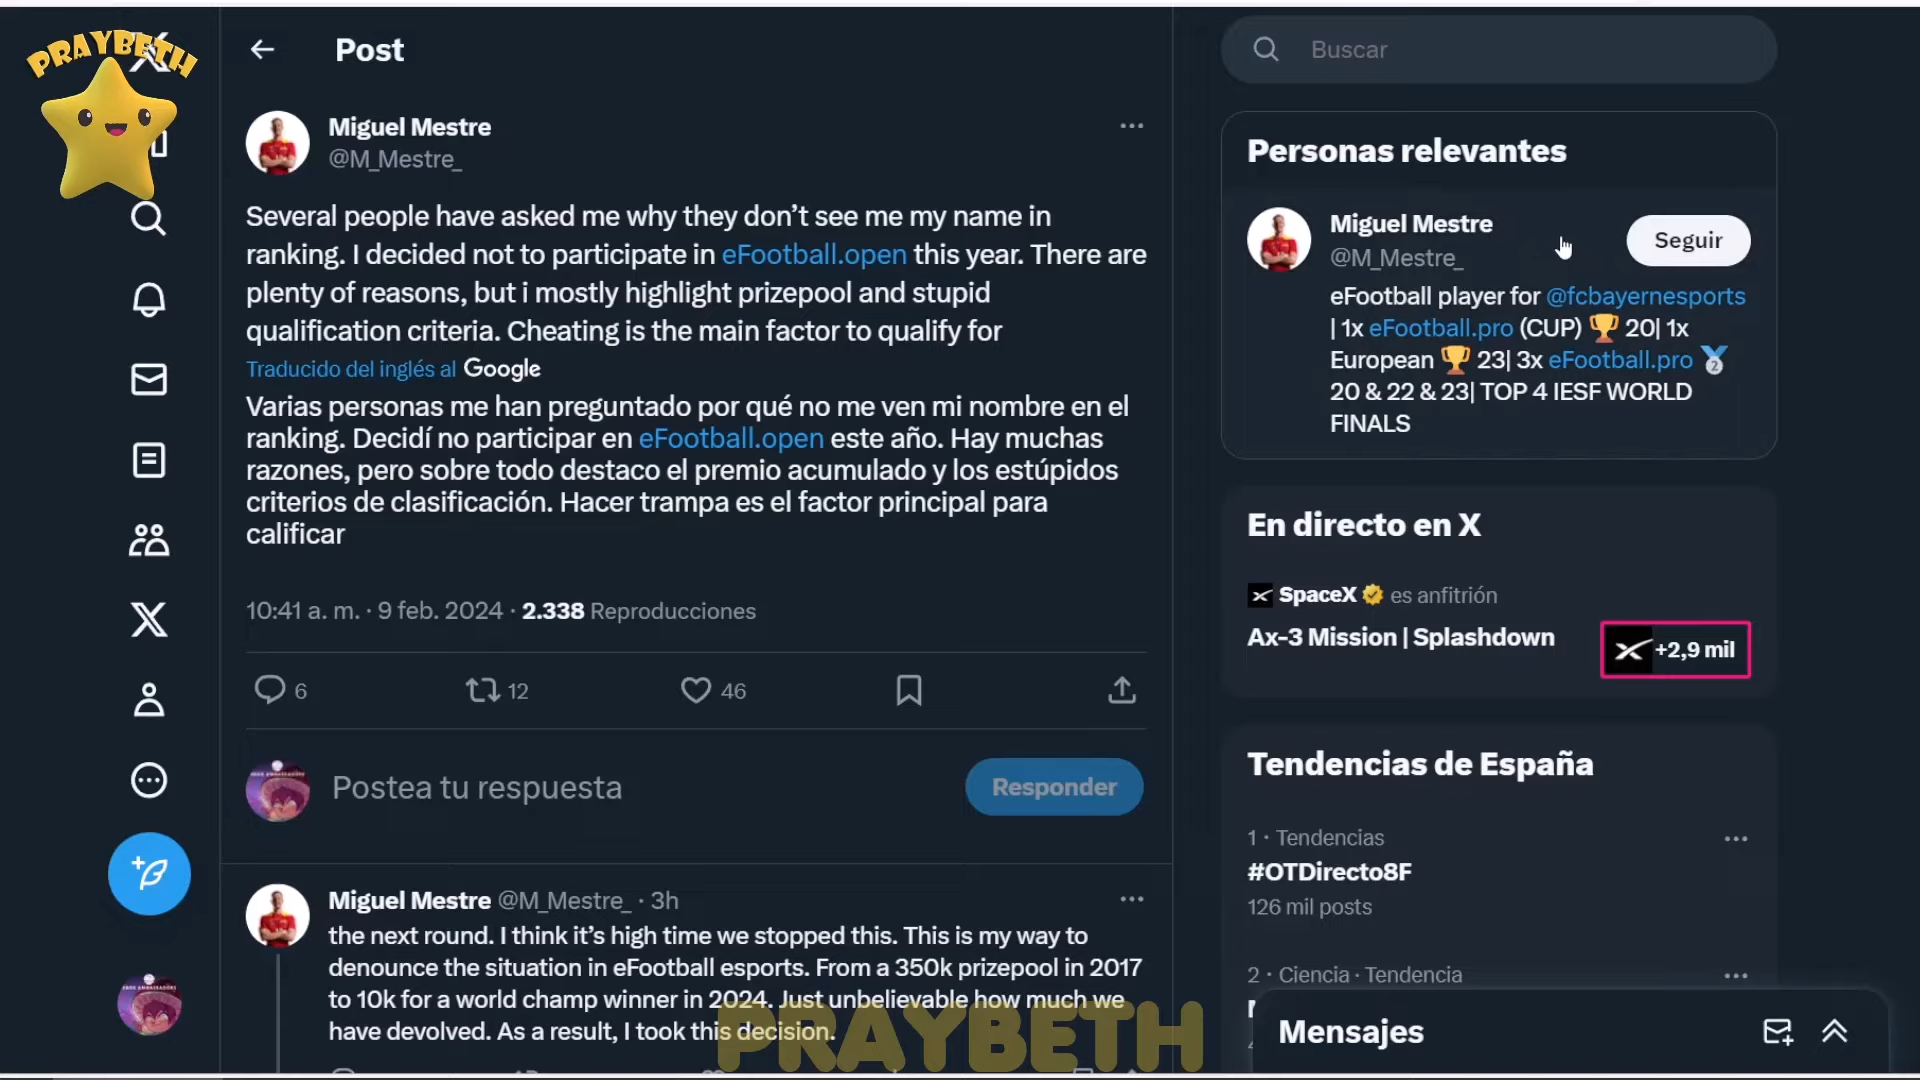 PRAYBETH
Post
Miguel Mestre
@M_Mestre_
Several people have asked me why they don’t see me my name in
ranking. I decided not to participate in eFootball.open this year. There are
plenty of reasons, but i mostly highlight prizepool and stupid
qualification criteria. Cheating is the main factor to qualify for
Traducido del inglés al Google
Varias personas me han preguntado por qué no me ven mi nombre en el
ranking. Decidí no participar en eFootball.open este año. Hay muchas
razones, pero sobre todo destaco el premio acumulado y los estúpidos
criterios de clasificación. Hacer trampa es el factor principal para
calificar
10:41 a. m. · 9 feb. 2024 · 2.338 Reproducciones
6
12
46
Postea tu respuesta
Responder
Miguel Mestre @M_Mestre_ · 3h
the next round. I think it’s high time we stopped this. This is my way to
denounce the situation in eFootball esports. From a 350k prizepool in 2017
to 10k for a world champ winner in 2024. Just unbelievable how much we
have devolved. As a result, I took this decision.
PRAYBETH
Buscar
Personas relevantes
Miguel Mestre
@M_Mestre_
Seguir
eFootball player for @fcbayernesports
| 1x eFootball.pro (CUP) 🏆 20| 1x
European 🏆 23| 3x eFootball.pro 🥈
20 & 22 & 23| TOP 4 IESF WORLD
FINALS
En directo en X
SpaceX es anfitrión
Ax-3 Mission | Splashdown
+2,9 mil
Tendencias de España
1 · Tendencias
#OTDirecto8F
126 mil posts
2 · Ciencia · Tendencia
Mensajes